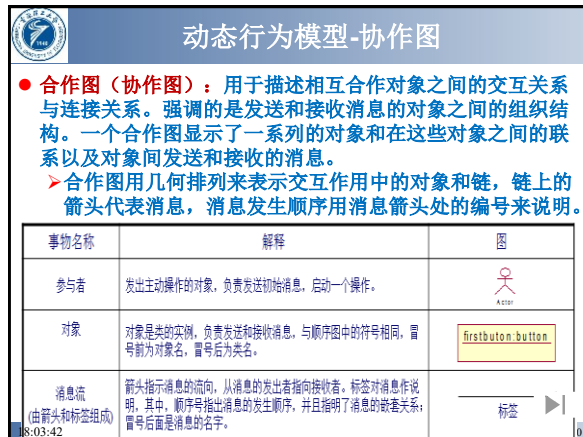 动态行为模型-协作图
合作图（协作图）：用于描述相互合作对象之间的交互关系
与连接关系。强调的是发送和接收消息的对象之间的组织结
构。一个合作图显示了一系列的对象和在这些对象之间的联
系以及对象间发送和接收的消息。
合作图用几何排列来表示交互作用中的对象和链，链上的
箭头代表消息，消息发生顺序用消息箭头处的编号来说明。
事物名称 解释 图
参与者 发出主动操作的对象，负责发送初始消息，启动一个操作。
Actor
对象 对象是类的实例，负责发送和接收消息，与顺序图中的符号相同，冒
号前为对象名，冒号后为类名。
firstbuton:button
消息流
(由箭头和标签组成)
箭头指示消息的流向，从消息的发出者指向接收者。标签对消息作说
明，其中，顺序号指出消息的发生顺序，并且指明了消息的嵌套关系；
冒号后面是消息的名字。
标签
18:03:42